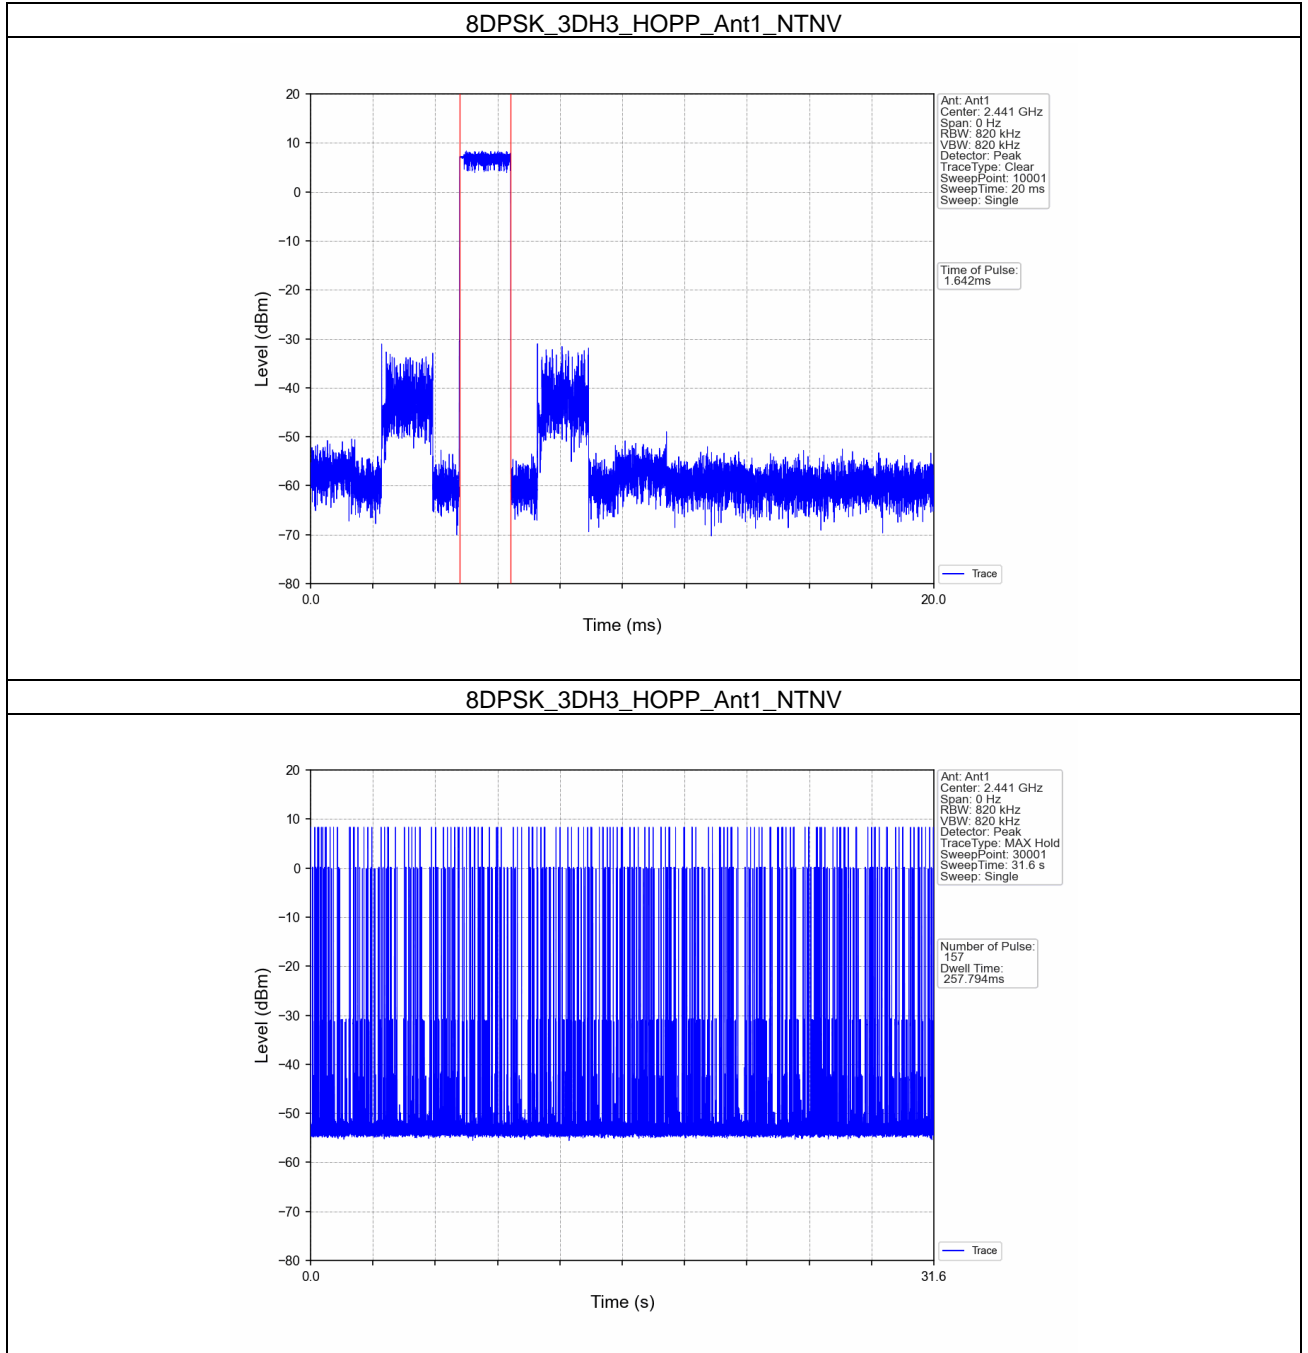 8DPSK_3DH3_HOPP_Ant1_NTNV
20
10
0
−10
−20
−30
−40
−50
−60
−70
−80
Level (dBm)
0.0
20.0
Time (ms)
Ant: Ant1
Center: 2.441 GHz
Span: 0 Hz
RBW: 820 kHz
VBW: 820 kHz
Detector: Peak
TraceType: Clear
SweepPoint: 10001
SweepTime: 20 ms
Sweep: Single
Time of Pulse:
1.642ms
Trace
8DPSK_3DH3_HOPP_Ant1_NTNV
20
10
0
−10
−20
−30
−40
−50
−60
−70
−80
Level (dBm)
0.0
31.6
Time (s)
Ant: Ant1
Center: 2.441 GHz
Span: 0 Hz
RBW: 820 kHz
VBW: 820 kHz
Detector: Peak
TraceType: MAX Hold
SweepPoint: 30001
SweepTime: 31.6 s
Sweep: Single
Number of Pulse:
157
Dwell Time:
257.794ms
Trace